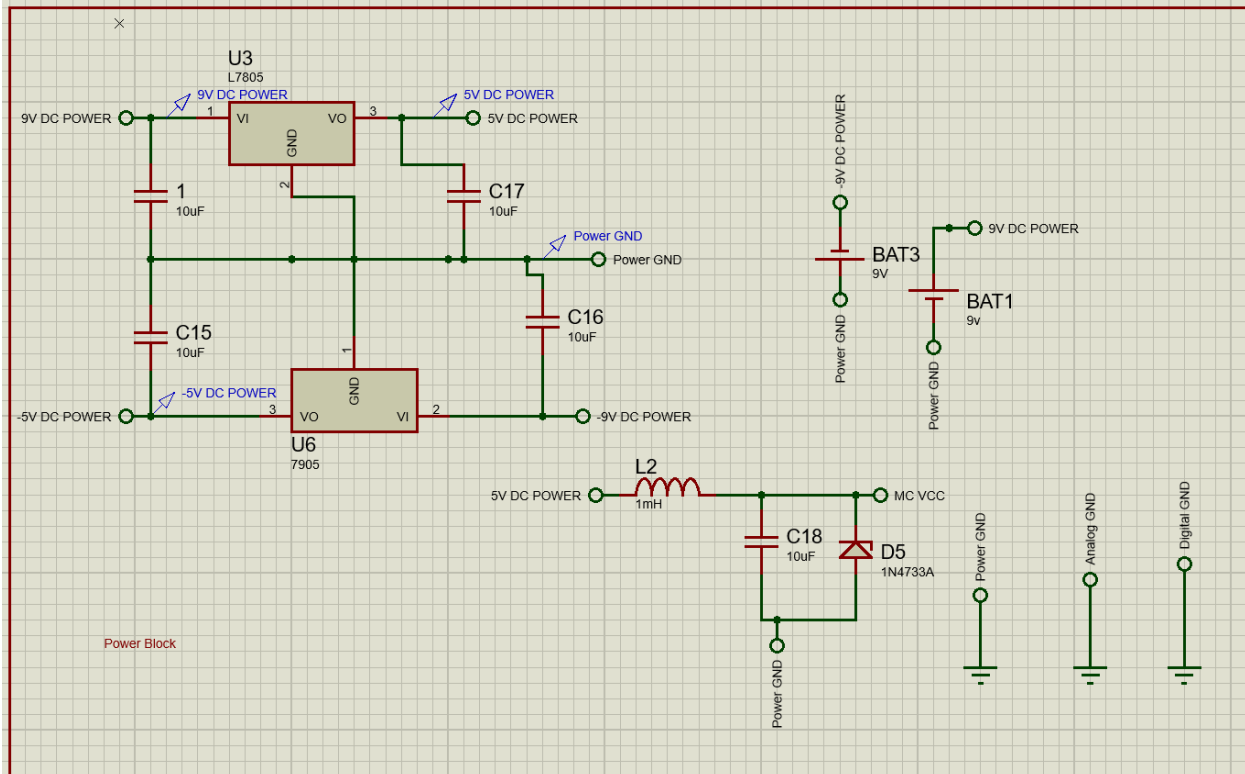 U3
L7805
9V DC POWER
9V DC POWER
1
VI
GND
VO
3
2
5V DC POWER
5V DC POWER
1
10uF
C17
10uF
Power GND
Power GND
C15
10uF
C16
10uF
-5V DC POWER
-5V DC POWER
1
GND
3
VO
VI
2
-9V DC POWER
U6
7905
-9V DC POWER
BAT3
9V
Power GND
9V DC POWER
BAT1
9v
Power GND
5V DC POWER
L2
1mH
MC VCC
C18
10uF
D5
1N4733A
Power GND
Power GND
Analog GND
Digital GND
Power Block